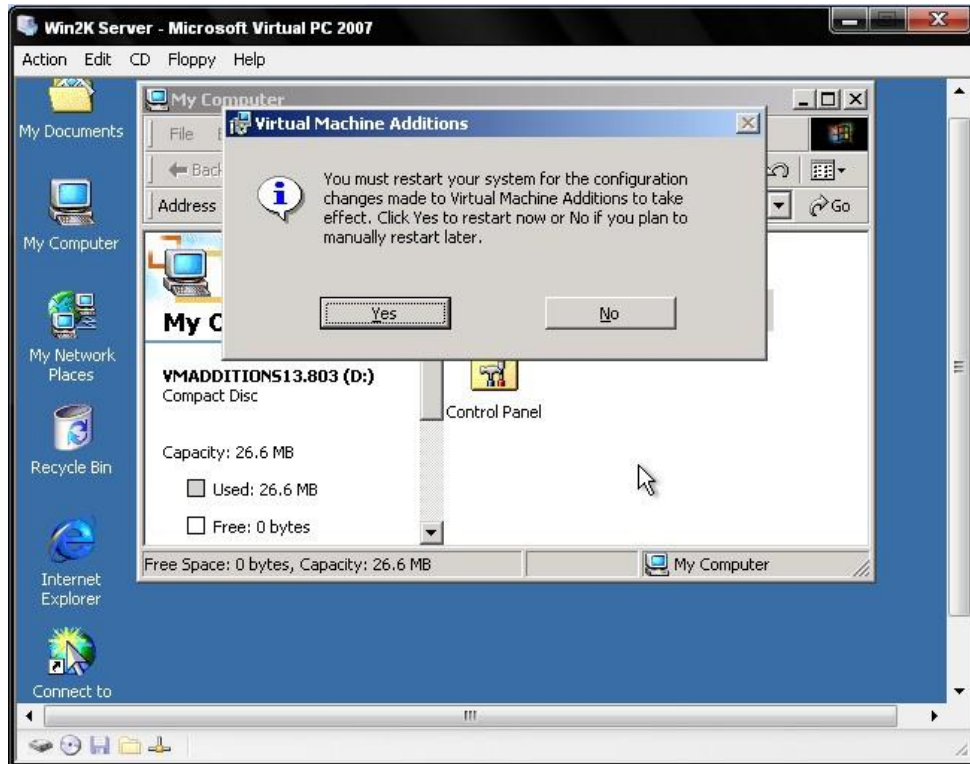 Win2K Server - Microsoft Virtual PC 2007
Action Edit CD Floppy Help
My Documents
My Computer
My Network
Places
Recycle Bin
Internet
Explorer
Connect to
My Computer
File
Back
Address
Go
Virtual Machine Additions
You must restart your system for the configuration
changes made to Virtual Machine Additions to take
effect. Click Yes to restart now or No if you plan to
manually restart later.
Yes
No
My C
VMADDITIONS13.803 (D:)
Compact Disc
Capacity: 26.6 MB
Used: 26.6 MB
Free: 0 bytes
Control Panel
Free Space: 0 bytes, Capacity: 26.6 MB
My Computer